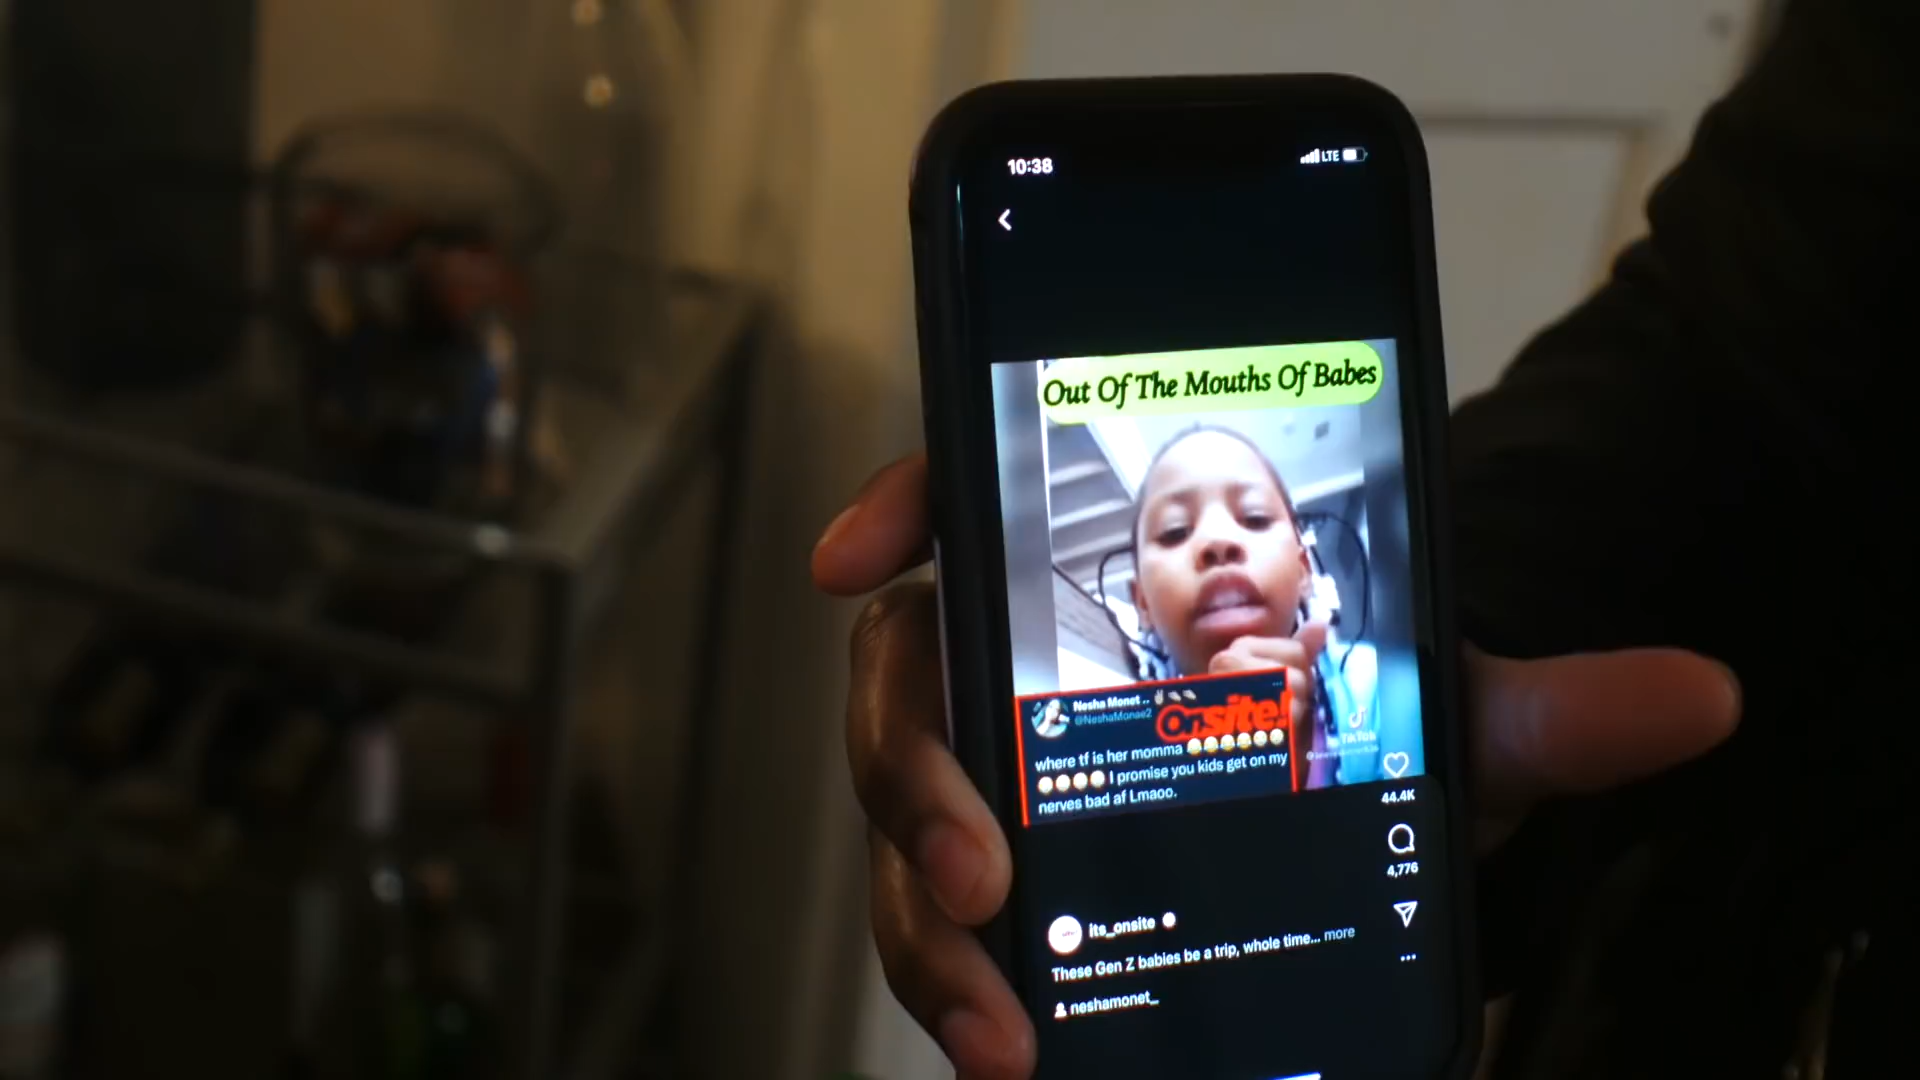 10:38
LTE
Out Of The Mouths Of Babes
Nesha Monet ..
@NeshaMonae2
Onsite!
where tf is her momma
I promise you kids get on my
nerves bad af Lmaoo.
TikTok
44.4K
4,776
its_onsite
These Gen Z babies be a trip, whole time... more
neshamonet_